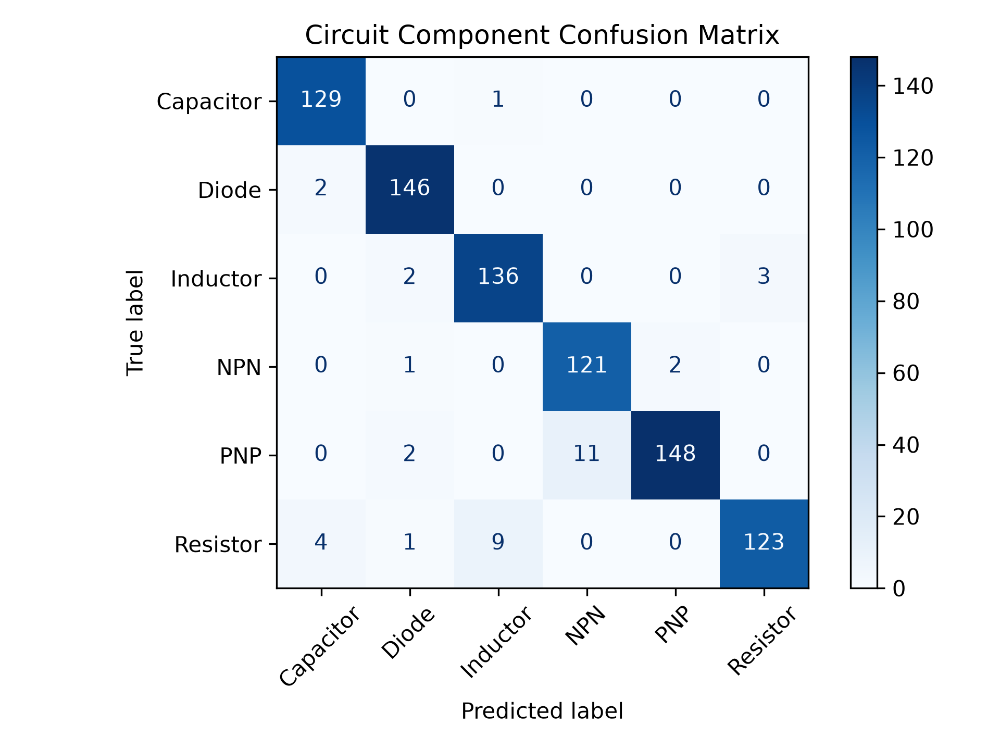 Circuit Component Confusion Matrix
Capacitor 129 0 1 0 0 0
Diode 2 146 0 0 0 0
Inductor 0 2 136 0 0 3
NPN 0 1 0 121 2 0
PNP 0 2 0 11 148 0
Resistor 4 1 9 0 0 123
True label
Capacitor Diode Inductor NPN PNP Resistor
Predicted label
140
120
100
80
60
40
20
0